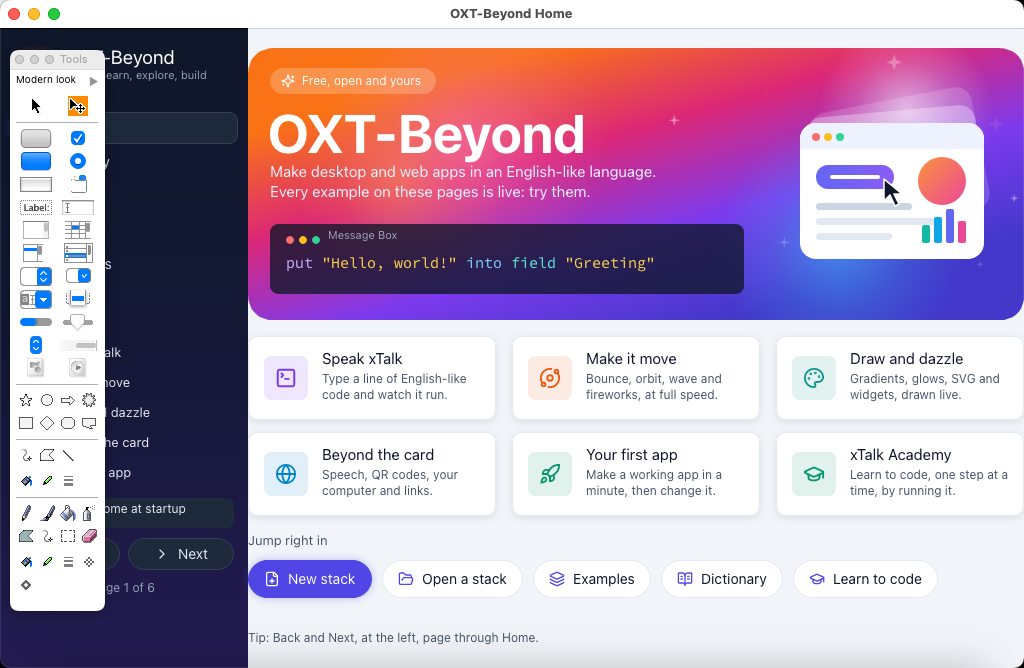 OXT-Beyond Home
Tools
Modern look
Label:
-Beyond
earn, explore, build
y
s
alk
nove
l dazzle
he card
app
ome at startup
Next
ge 1 of 6
Free, open and yours
OXT-Beyond
Make desktop and web apps in an English-like language.
Every example on these pages is live: try them.
Message Box
put "Hello, world!" into field "Greeting"
Speak xTalk
Type a line of English-like
code and watch it run.
Make it move
Bounce, orbit, wave and
fireworks, at full speed.
Draw and dazzle
Gradients, glows, SVG and
widgets, drawn live.
Beyond the card
Speech, QR codes, your
computer and links.
Your first app
Make a working app in a
minute, then change it.
xTalk Academy
Learn to code, one step at a
time, by running it.
Jump right in
New stack
Open a stack
Examples
Dictionary
Learn to code
Tip: Back and Next, at the left, page through Home.